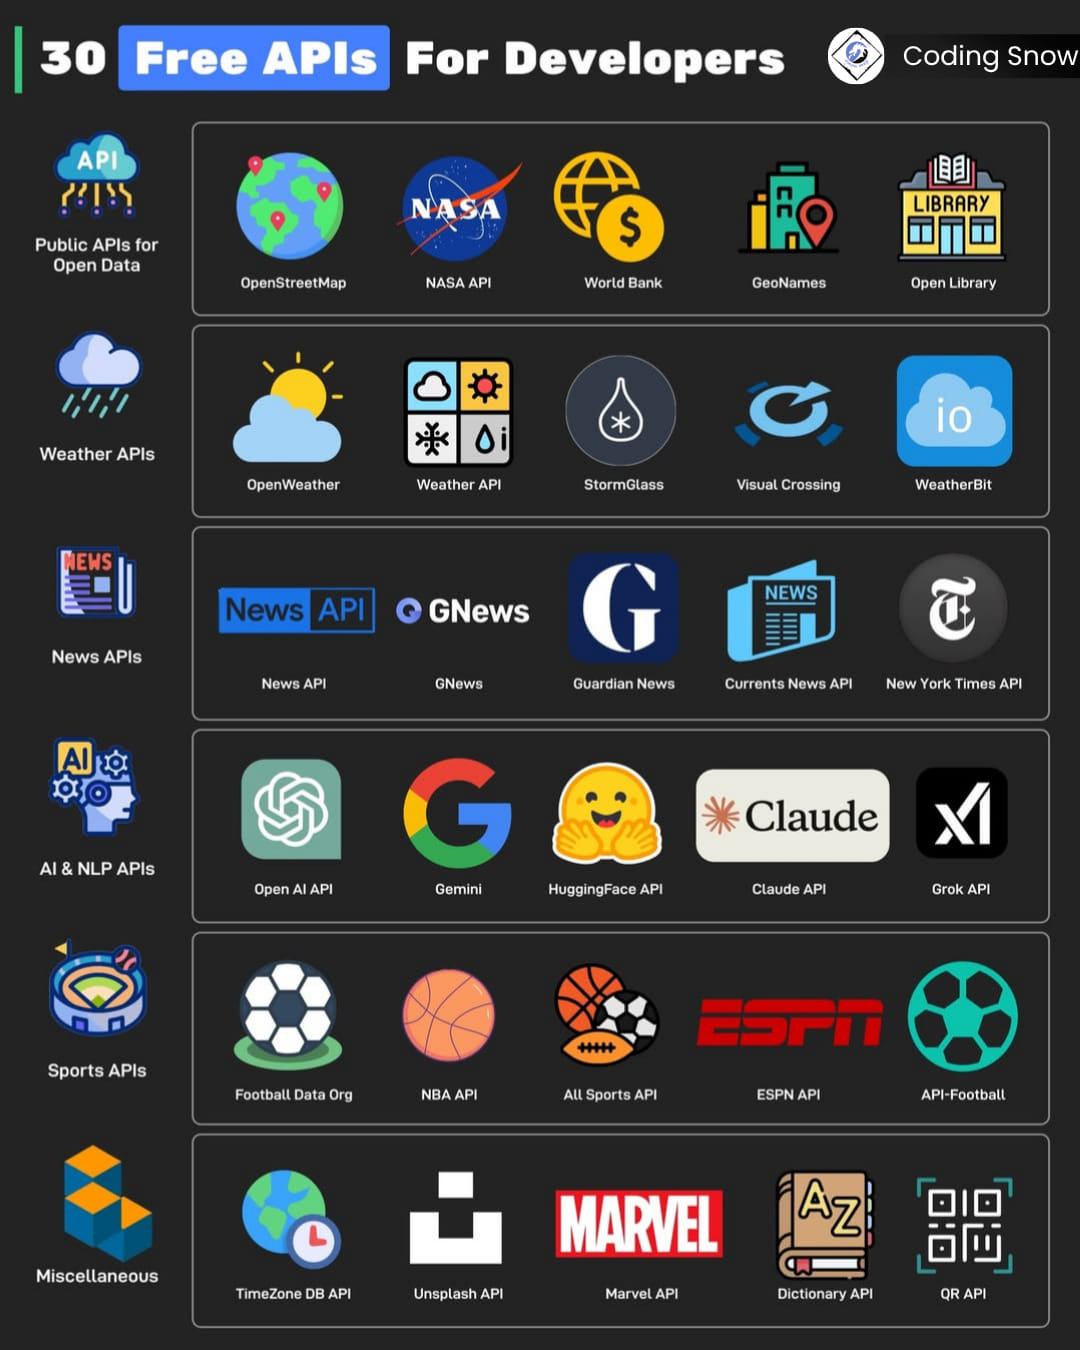 30 Free APIs For Developers
Coding Snow
API
Public APIs for
Open Data
OpenStreetMap
NASA
NASA API
$
World Bank
GeoNames
LIBRARY
Open Library
Weather APIs
OpenWeather
i
Weather API
StormGlass
Visual Crossing
io
WeatherBit
NEWS
News APIs
News API
News API
GNews
GNews
G
Guardian News
NEWS
Currents News API
T
New York Times API
AI
AI & NLP APIs
Open AI API
G
Gemini
HuggingFace API
Claude
Claude API
xI
Grok API
Sports APIs
Football Data Org
NBA API
All Sports API
ESPN
ESPN API
API-Football
Miscellaneous
TimeZone DB API
Unsplash API
MARVEL
Marvel API
AZ
Dictionary API
QR API